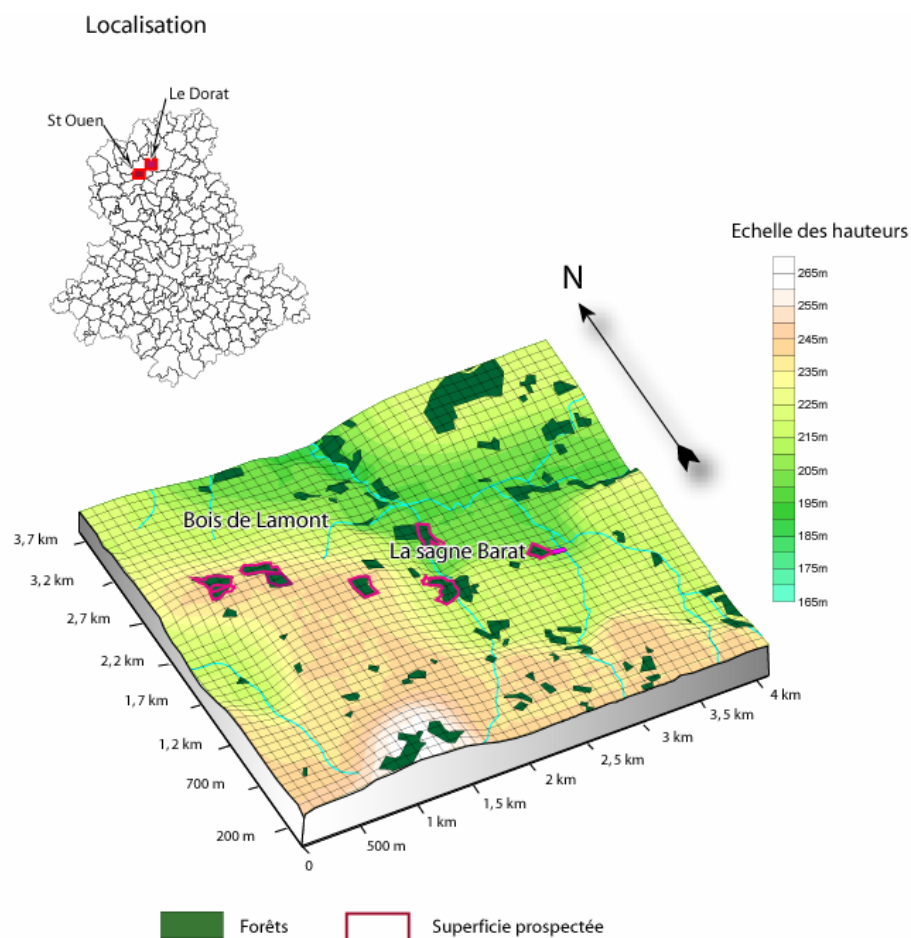 Localisation
Le Dorat
St Ouen
Echelle des hauteurs
N
265m
255m
245m
235m
225m
215m
205m
195m
185m
175m
165m
Bois de Lamont
La sagne Barat
3,7 km
3,2 km
2,7 km
2,2 km
1,7 km
1,2 km
700 m
200 m
0
500 m
1 km
1,5 km
2 km
2,5 km
3 km
3,5 km
4 km
Forêts
Superficie prospectée